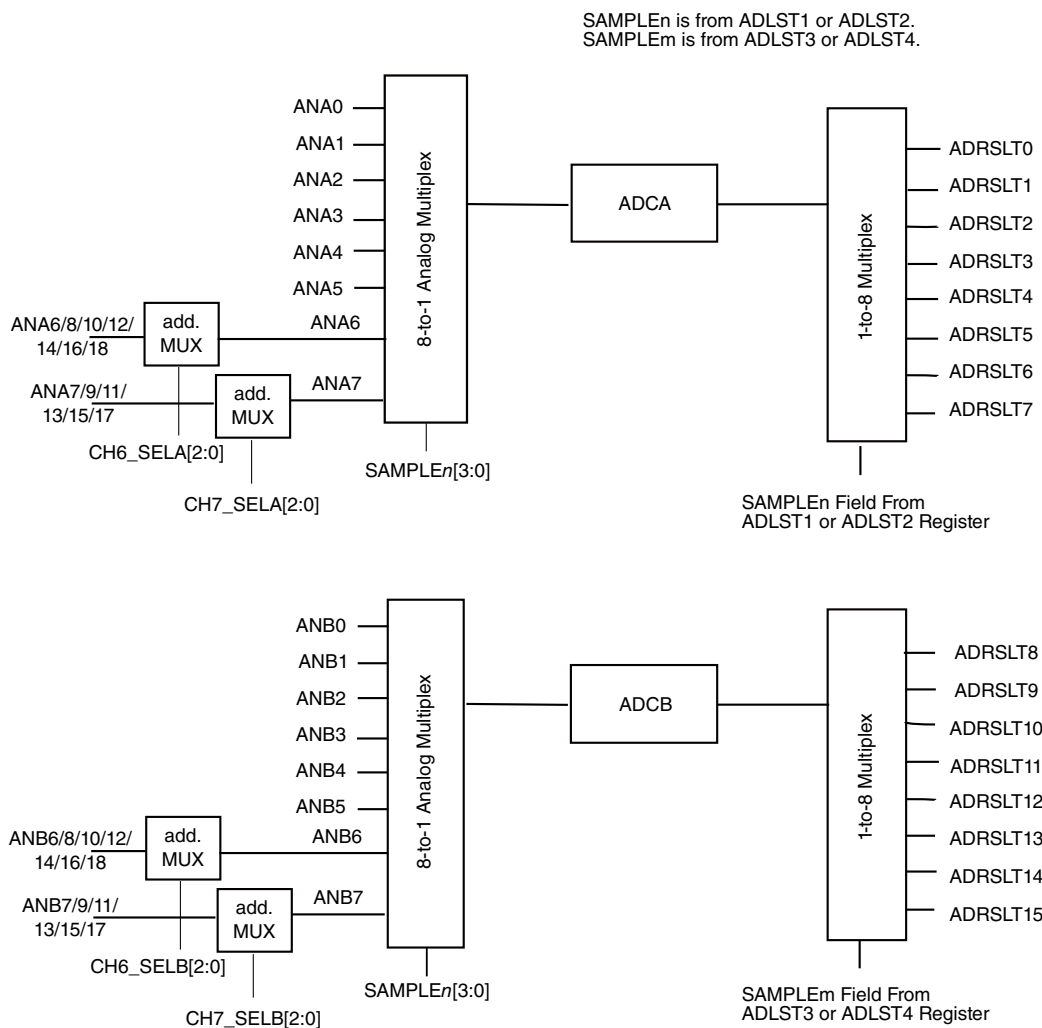 SAMPLEn is from ADLST1 or ADLST2.
SAMPLEm is from ADLST3 or ADLST4.
ANA0
ANA1
ANA2
ANA3
ANA4
ANA5
ANA6/8/10/12/
14/16/18
add.
MUX
ANA6
ANA7/9/11/
13/15/17
add.
MUX
ANA7
CH6_SELA[2:0]
CH7_SELA[2:0]
8-to-1 Analog Multiplex
SAMPLEn[3:0]
ADCA
1-to-8 Multiplex
ADRSLT0
ADRSLT1
ADRSLT2
ADRSLT3
ADRSLT4
ADRSLT5
ADRSLT6
ADRSLT7
SAMPLEn Field From
ADLST1 or ADLST2 Register
ANB0
ANB1
ANB2
ANB3
ANB4
ANB5
ANB6/8/10/12/
14/16/18
add.
MUX
ANB6
ANB7/9/11/
13/15/17
add.
MUX
ANB7
CH6_SELB[2:0]
CH7_SELB[2:0]
8-to-1 Analog Multiplex
SAMPLEn[3:0]
ADCB
1-to-8 Multiplex
ADRSLT8
ADRSLT9
ADRSLT10
ADRSLT11
ADRSLT12
ADRSLT13
ADRSLT14
ADRSLT15
SAMPLEm Field From
ADLST3 or ADLST4 Register